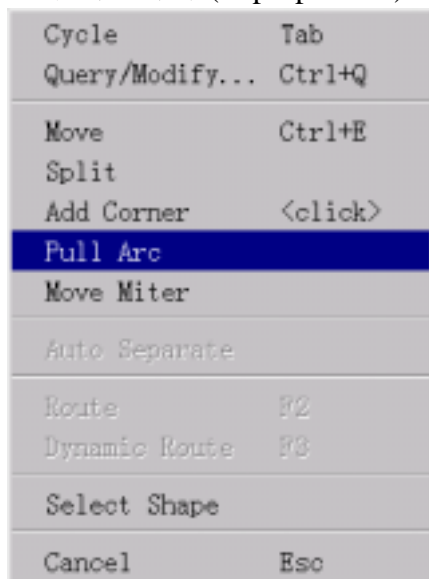 Cycle Tab
Query/Modify... Ctrl+Q
Move Ctrl+E
Split
Add Corner <click>
Pull Arc
Move Miter
Auto Separate
Route F2
Dynamic Route F3
Select Shape
Cancel Esc